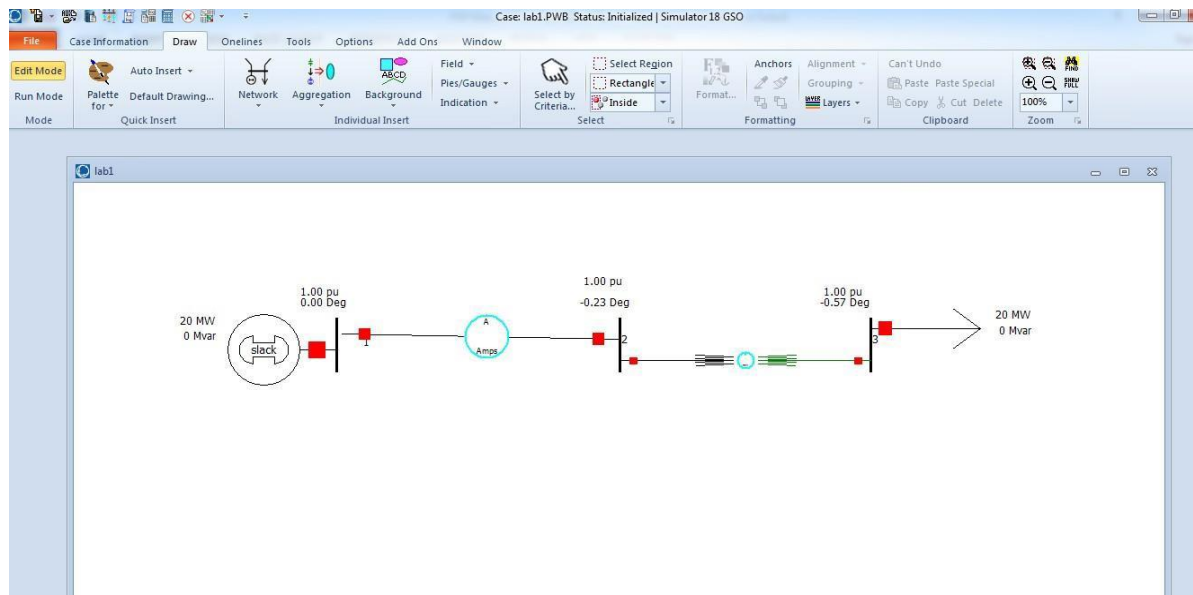 Case: lab1.PWB Status: Initialized | Simulator 18 GSO
File Case Information Draw Onelines Tools Options Add Ons Window
Edit Mode
Run Mode
Mode
Palette for
Auto Insert
Default Drawing...
Quick Insert
Network
Aggregation
ABCD
Background
Field
Pies/Gauges
Indication
Individual Insert
Select by Criteria...
Select Region
Rectangle
Inside
Select
Format...
Anchors
Alignment
Grouping
Layers
Formatting
Can't Undo
Paste Paste Special
Copy Cut Delete
Clipboard
FIND
SHOW FULL
100%
Zoom
lab1
20 MW
0 Mvar
slack
1.00 pu
0.00 Deg
1
A
Amps
1.00 pu
-0.23 Deg
2
1.00 pu
-0.57 Deg
3
20 MW
0 Mvar